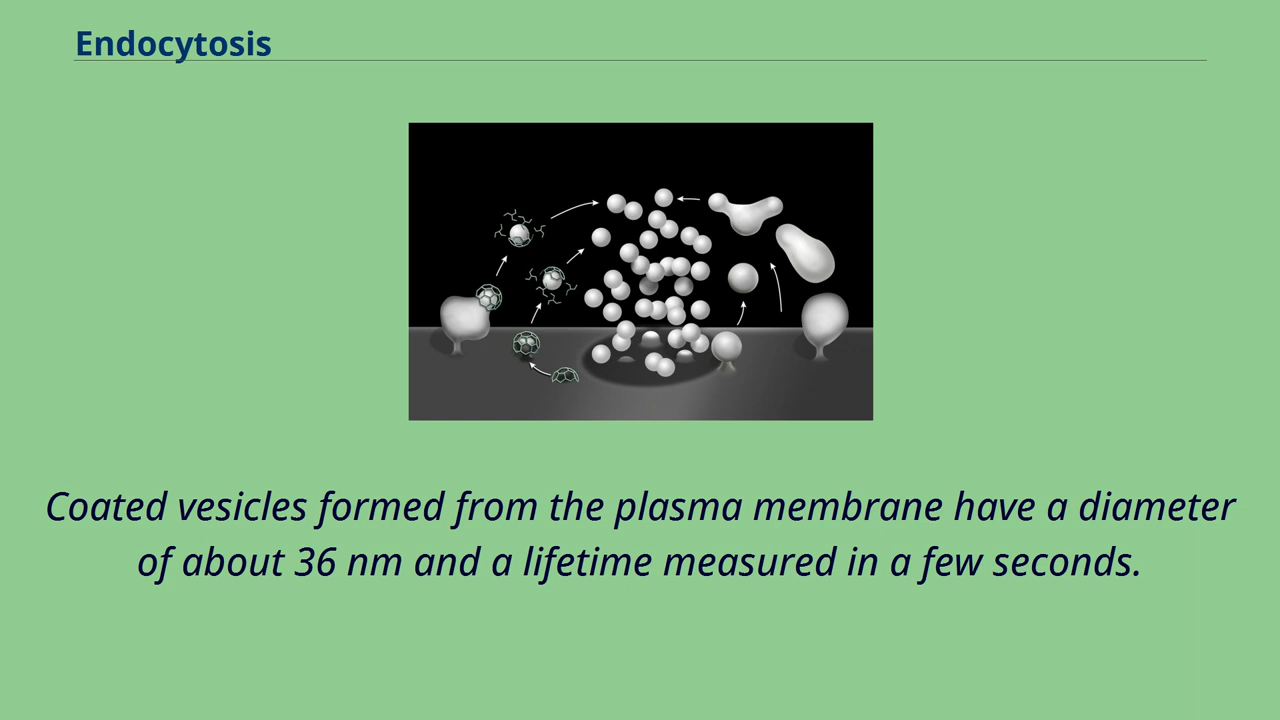 Endocytosis
Coated vesicles formed from the plasma membrane have a diameter
of about 36 nm and a lifetime measured in a few seconds.